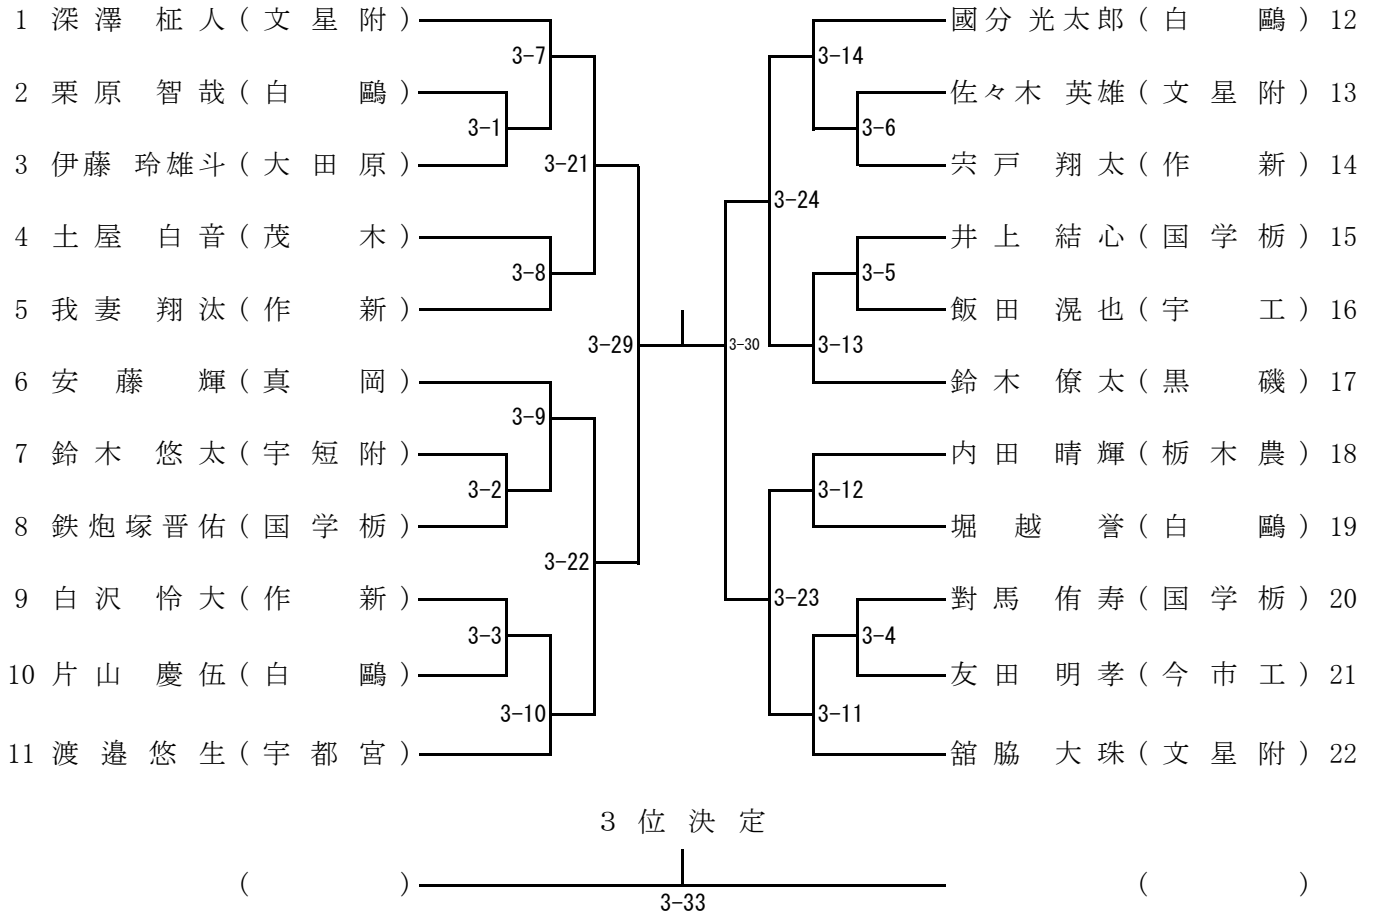 1 深澤 柾人(文星附) 國分 光太郎(白鷗) 12
3-7 3-14
2 栗原 智哉(白鷗) 佐々木 英雄(文星附) 13
3-1 3-6
3 伊藤 玲雄斗(大田原) 3-21 宍戸 翔太(作新) 14
3-24
4 土屋 白音(茂木) 井上 結心(国学栃) 15
3-8 3-5
5 我妻 翔汰(作新) 飯田 滉也(宇工) 16
3-29 3-30 3-13
6 安藤 輝(真岡) 鈴木 僚太(黒磯) 17
3-9
7 鈴木 悠太(宇短附) 内田 晴輝(栃木農) 18
3-2 3-12
8 鉄炮塚晋佑(国学栃) 堀越 誉(白鷗) 19
3-22
9 白沢 怜大(作新) 3-23 對馬 侑寿(国学栃) 20
3-3 3-4
10 片山 慶伍(白鷗) 友田 明孝(今市工) 21
3-10 3-11
11 渡邉悠生(宇都宮) 舘脇 大珠(文星附) 22
3位決定
( ) ( )
3-33